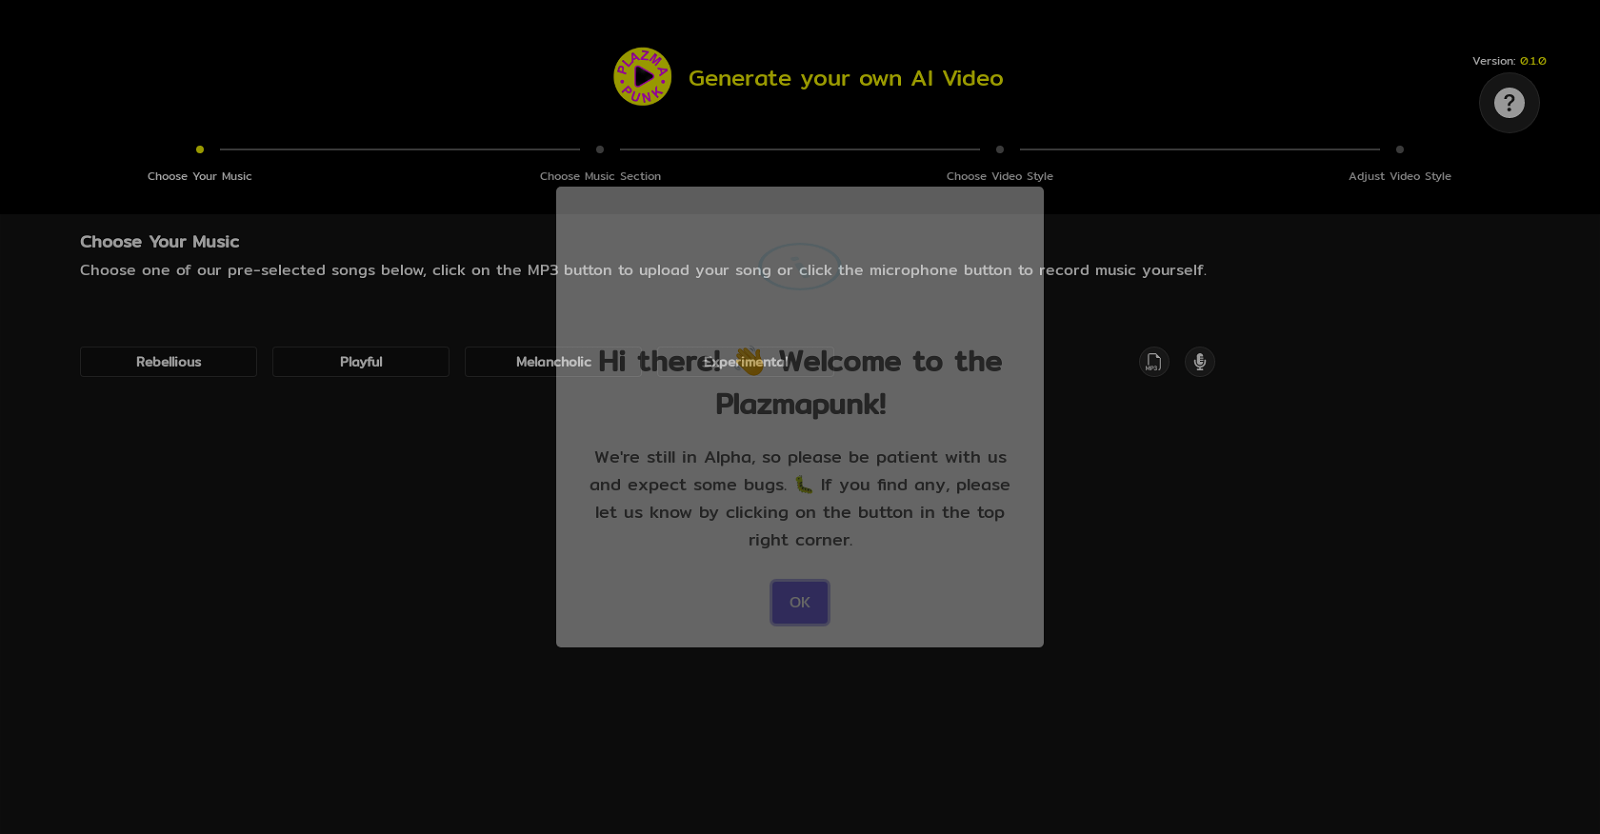 PLAZMA PUNK
Generate your own AI Video
Version: 0.1.0
?
Choose Your Music
Choose Music Section
Choose Video Style
Adjust Video Style
Choose Your Music
Choose one of our pre-selected songs below, click on the MP3 button to upload your song or click the microphone button to record music yourself.
Rebellious
Playful
Melancholic
Experimental
MP3
Hi there! 👋 Welcome to the
Plazmapunk!
We're still in Alpha, so please be patient with us
and expect some bugs. 🐛 If you find any, please
let us know by clicking on the button in the top
right corner.
OK